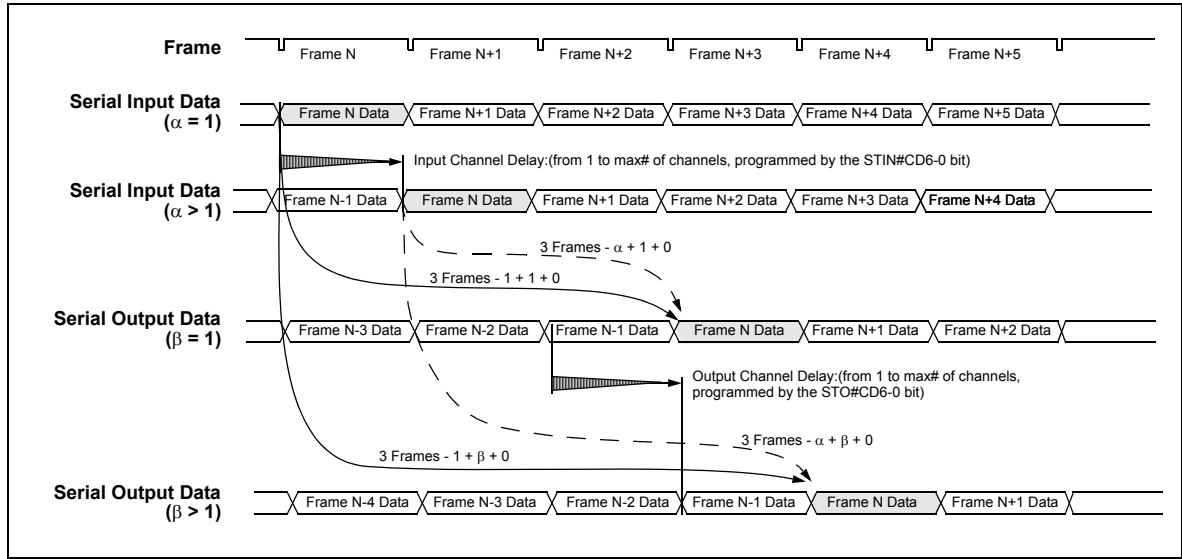 Frame
Frame N
Frame N+1
Frame N+2
Frame N+3
Frame N+4
Frame N+5
Serial Input Data
(α = 1)
Frame N Data
Frame N+1 Data
Frame N+2 Data
Frame N+3 Data
Frame N+4 Data
Frame N+5 Data
Input Channel Delay:(from 1 to max# of channels, programmed by the STIN#CD6-0 bit)
Serial Input Data
(α > 1)
Frame N-1 Data
Frame N Data
Frame N+1 Data
Frame N+2 Data
Frame N+3 Data
Frame N+4 Data
3 Frames - α + 1 + 0
3 Frames - 1 + 1 + 0
Serial Output Data
(β = 1)
Frame N-3 Data
Frame N-2 Data
Frame N-1 Data
Frame N Data
Frame N+1 Data
Frame N+2 Data
Output Channel Delay:(from 1 to max# of channels,
programmed by the STO#CD6-0 bit)
3 Frames - α + β + 0
3 Frames - 1 + β + 0
Serial Output Data
(β > 1)
Frame N-4 Data
Frame N-3 Data
Frame N-2 Data
Frame N-1 Data
Frame N Data
Frame N+1 Data